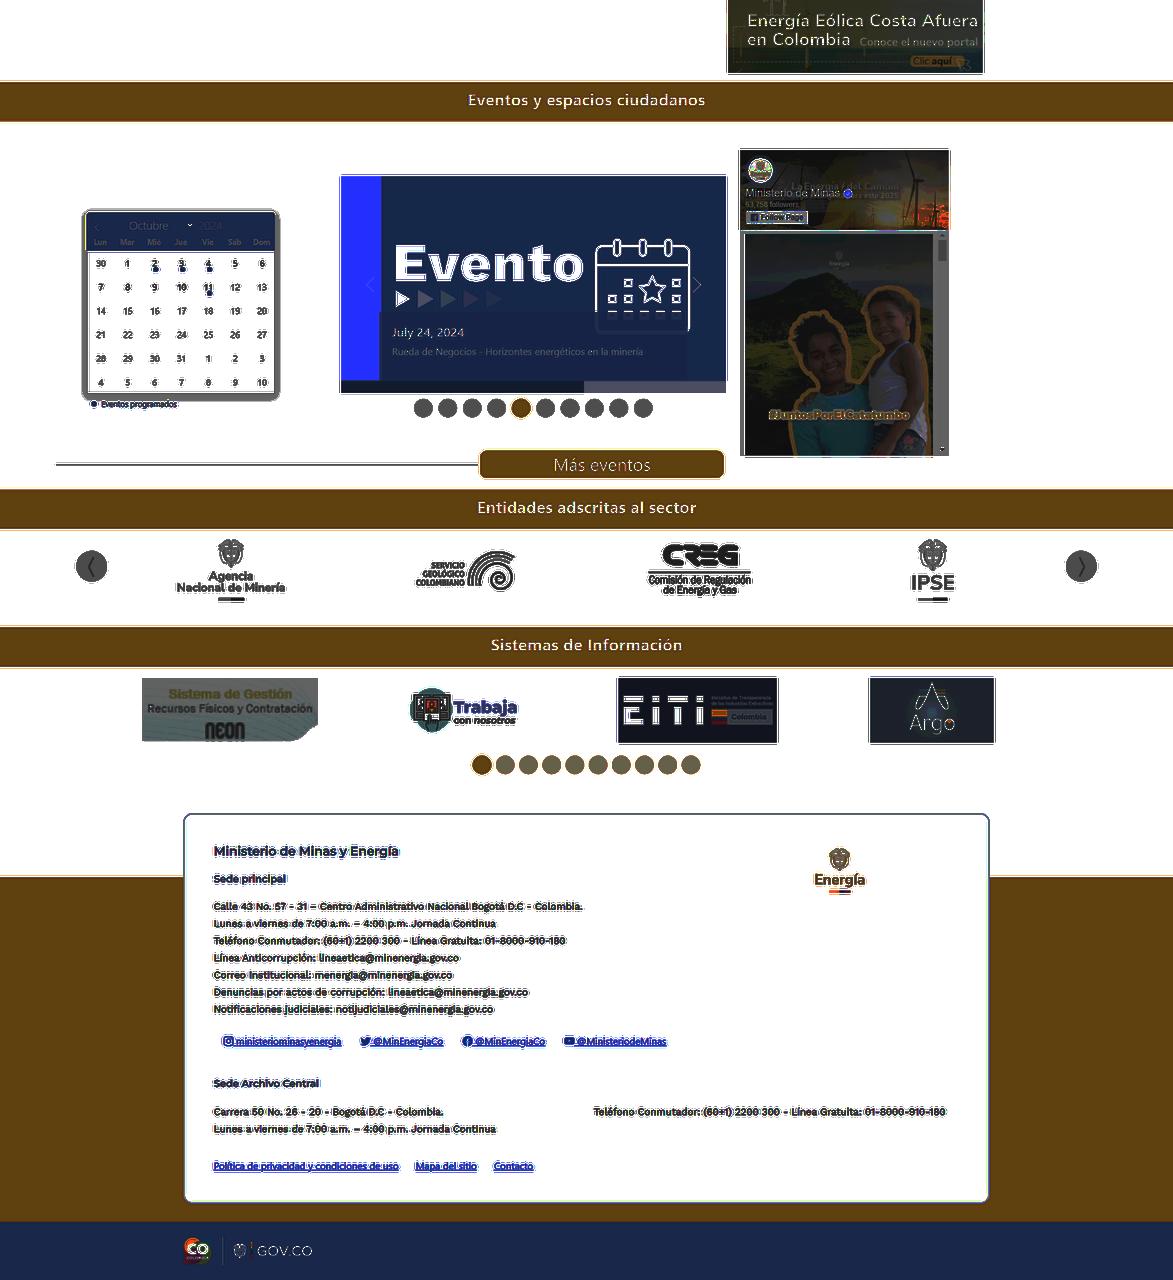 Energía Eólica Costa Afuera
en Colombia Conoce el nuevo portal
Clic aquí
Eventos y espacios ciudadanos
Octubre 2024
Lun Mar Mié Jue Vie Sáb Dom
30 1 2 3 4 5 6
7 8 9 10 11 12 13
14 15 16 17 18 19 20
21 22 23 24 25 26 27
28 29 30 31 1 2 3
4 5 6 7 8 9 10
Eventos programados
Evento
July 24, 2024
Rueda de Negocios - Horizontes energéticos en la minería
Ministerio de Minas
63,758 followers
Follow Page
#JuntosPorElCatatumbo
Más eventos
Entidades adscritas al sector
Agencia
Nacional de Minería
SERVICIO
GEOLÓGICO
COLOMBIANO
CREG
Comisión de Regulación
de Energía y Gas
IPSE
Sistemas de Información
Sistema de Gestión
Recursos Físicos y Contratación
neon
Trabaja
con nosotros
EITI
Iniciativa de Transparencia
de las Industrias Extractivas
Colombia
Argo
Ministerio de Minas y Energía
Energía
Sede principal
Calle 43 No. 57 - 31 – Centro Administrativo Nacional Bogotá D.C - Colombia.
Lunes a viernes de 7:00 a.m. – 4:00 p.m. Jornada Continua
Teléfono Conmutador: (60+1) 2200 300 - Línea Gratuita: 01-8000-910-180
Línea Anticorrupción: lineaetica@minenergia.gov.co
Correo Institucional: menergia@minenergia.gov.co
Denuncias por actos de corrupción: lineaetica@minenergia.gov.co
Notificaciones judiciales: notijudiciales@minenergia.gov.co
ministeriominasyenergia @MinEnergiaCo @MinEnergiaCo @MinisteriodeMinas
Sede Archivo Central
Carrera 50 No. 26 - 20 - Bogotá D.C - Colombia.
Teléfono Conmutador: (60+1) 2200 300 - Línea Gratuita: 01-8000-910-180
Lunes a viernes de 7:00 a.m. – 4:00 p.m. Jornada Continua
Política de privacidad y condiciones de uso Mapa del sitio Contacto
CO
GOV.CO